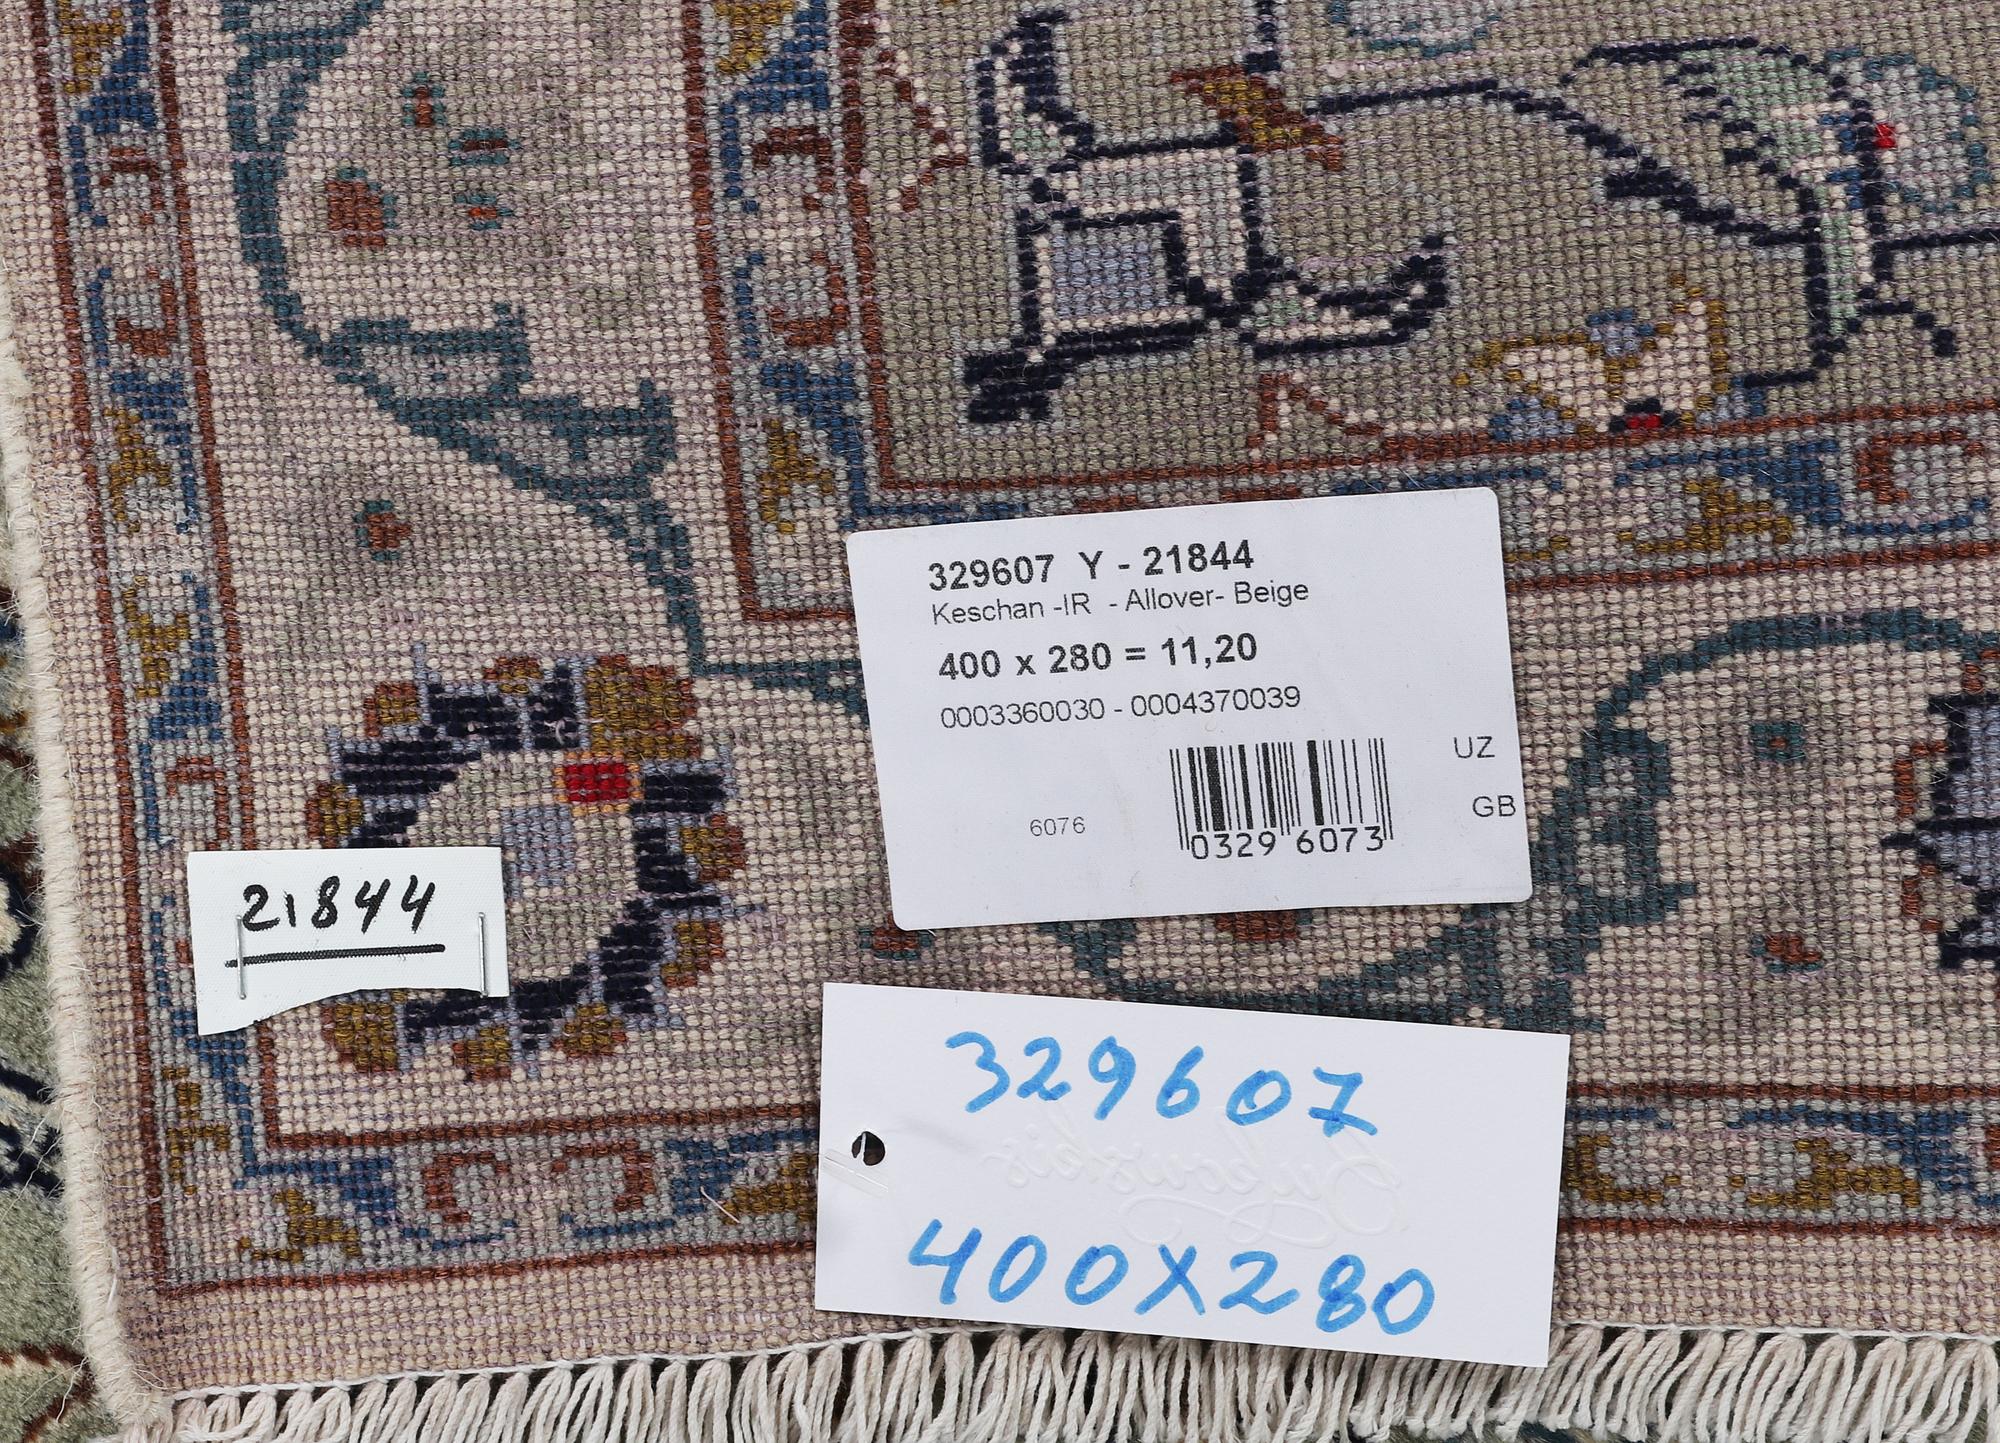 329607 Y - 21844
Keschan -IR - Allover- Beige
400 x 280 = 11,20
0003360030 - 0004370039
UZ
6076
GB
0329 6073
21844
329607
400X280